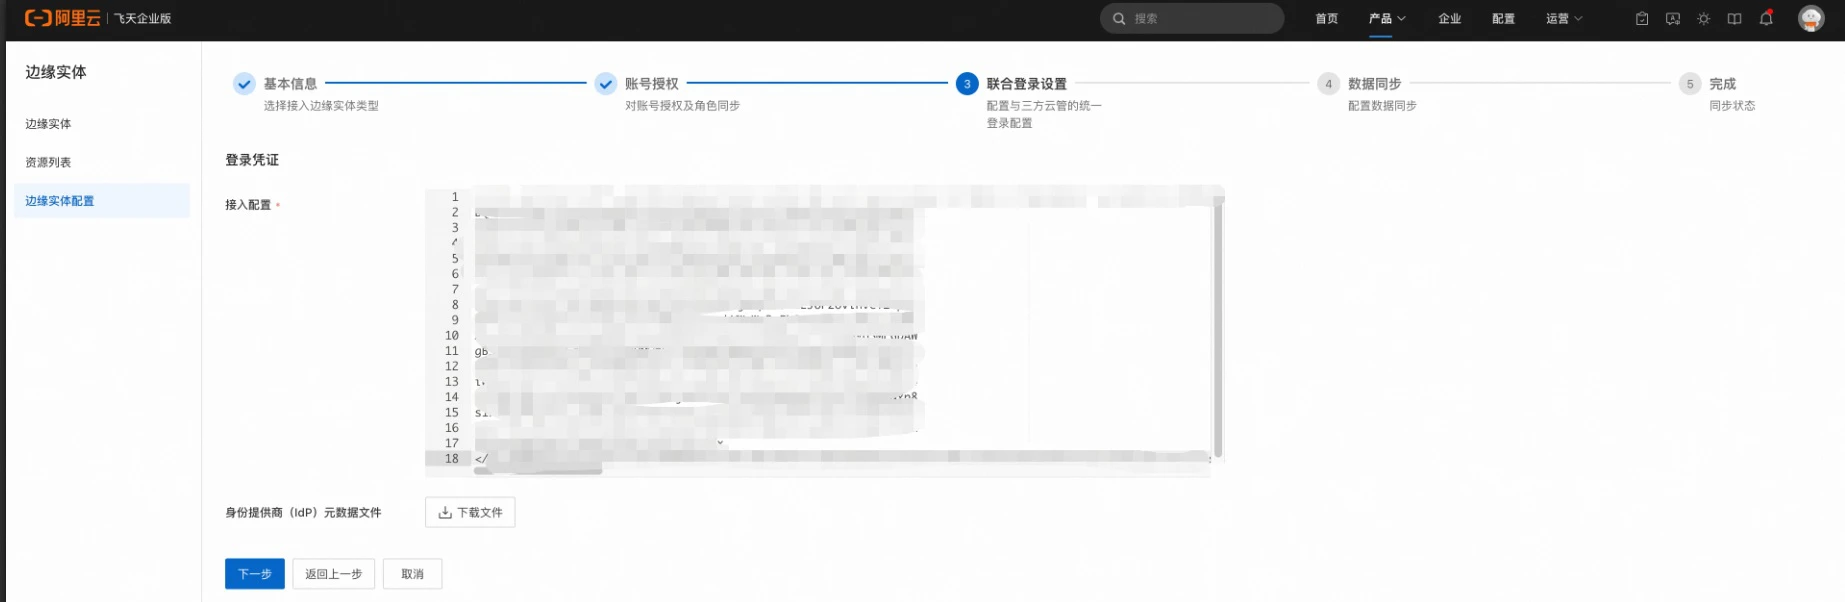 阿里云 | 飞天企业版
搜索
首页
产品
企业
配置
运营
边缘实体
边缘实体
资源列表
边缘实体配置
基本信息
选择接入边缘实体类型
账号授权
对账号授权及角色同步
3
联合登录设置
配置与三方云管的统一
登录配置
4
数据同步
配置数据同步
5
完成
同步状态
登录凭证
接入配置
1
2
3
4
5
6
7
8
9
10
11
12
13
14
15
16
17
18 </
身份提供商（IdP）元数据文件
下载文件
下一步
返回上一步
取消